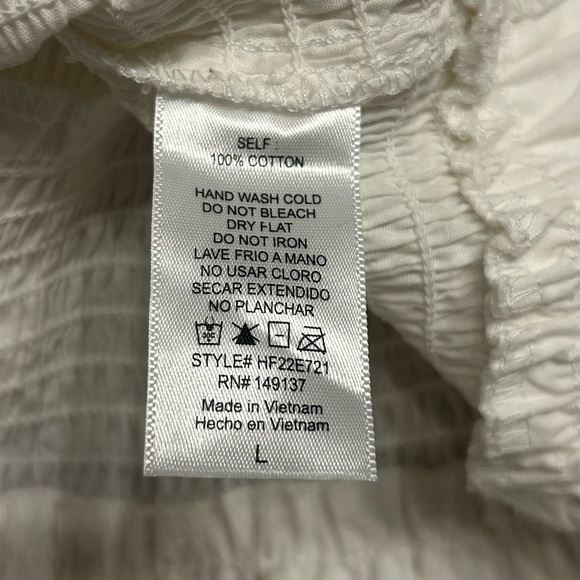 SELF :
100% COTTON
HAND WASH COLD
DO NOT BLEACH
DRY FLAT
DO NOT IRON
LAVE FRIO A MANO
NO USAR CLORO
SECAR EXTENDIDO
NO PLANCHAR
STYLE# HF22E721
RN# 149137
Made in Vietnam
Hecho en Vietnam
L